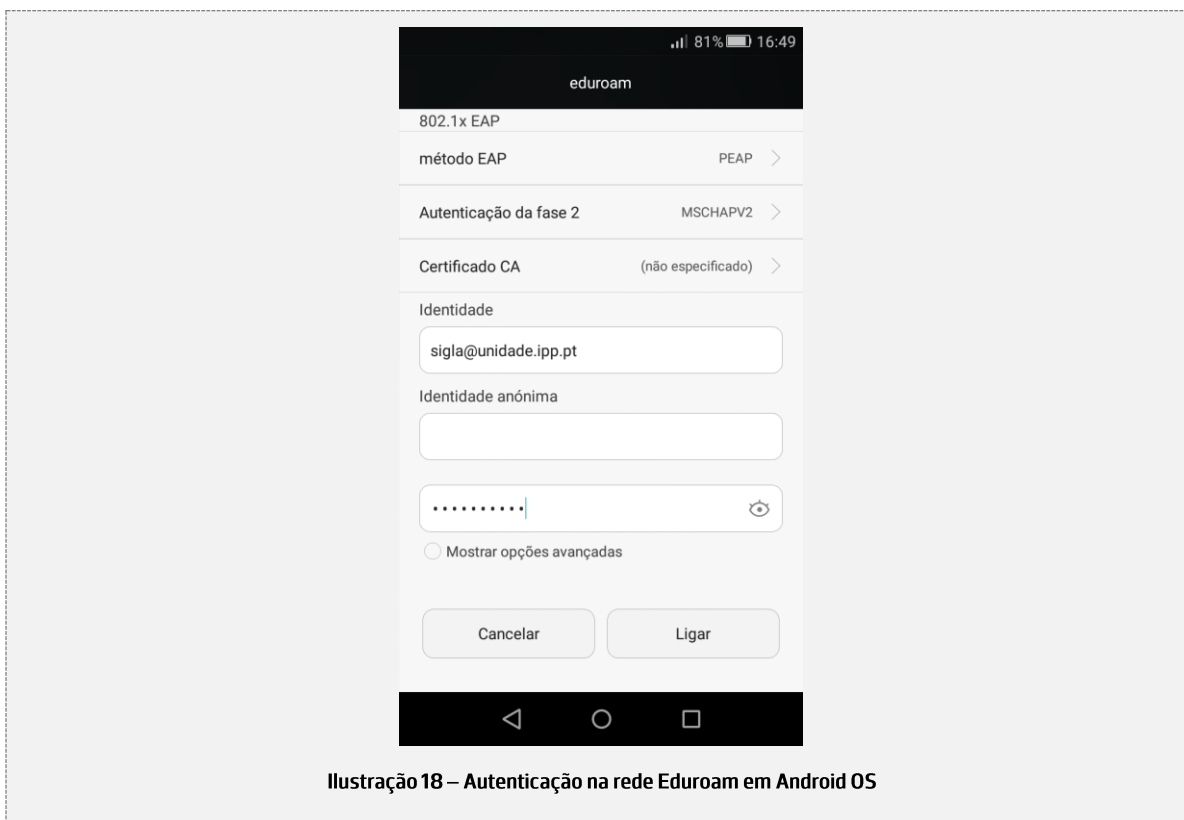 81% 16:49
eduroam
802.1x EAP
método EAP PEAP
Autenticação da fase 2 MSCHAPV2
Certificado CA (não especificado)
Identidade
sigla@unidade.ipp.pt
Identidade anónima
••••••••••
Mostrar opções avançadas
Cancelar Ligar
Ilustração 18 – Autenticação na rede Eduroam em Android OS